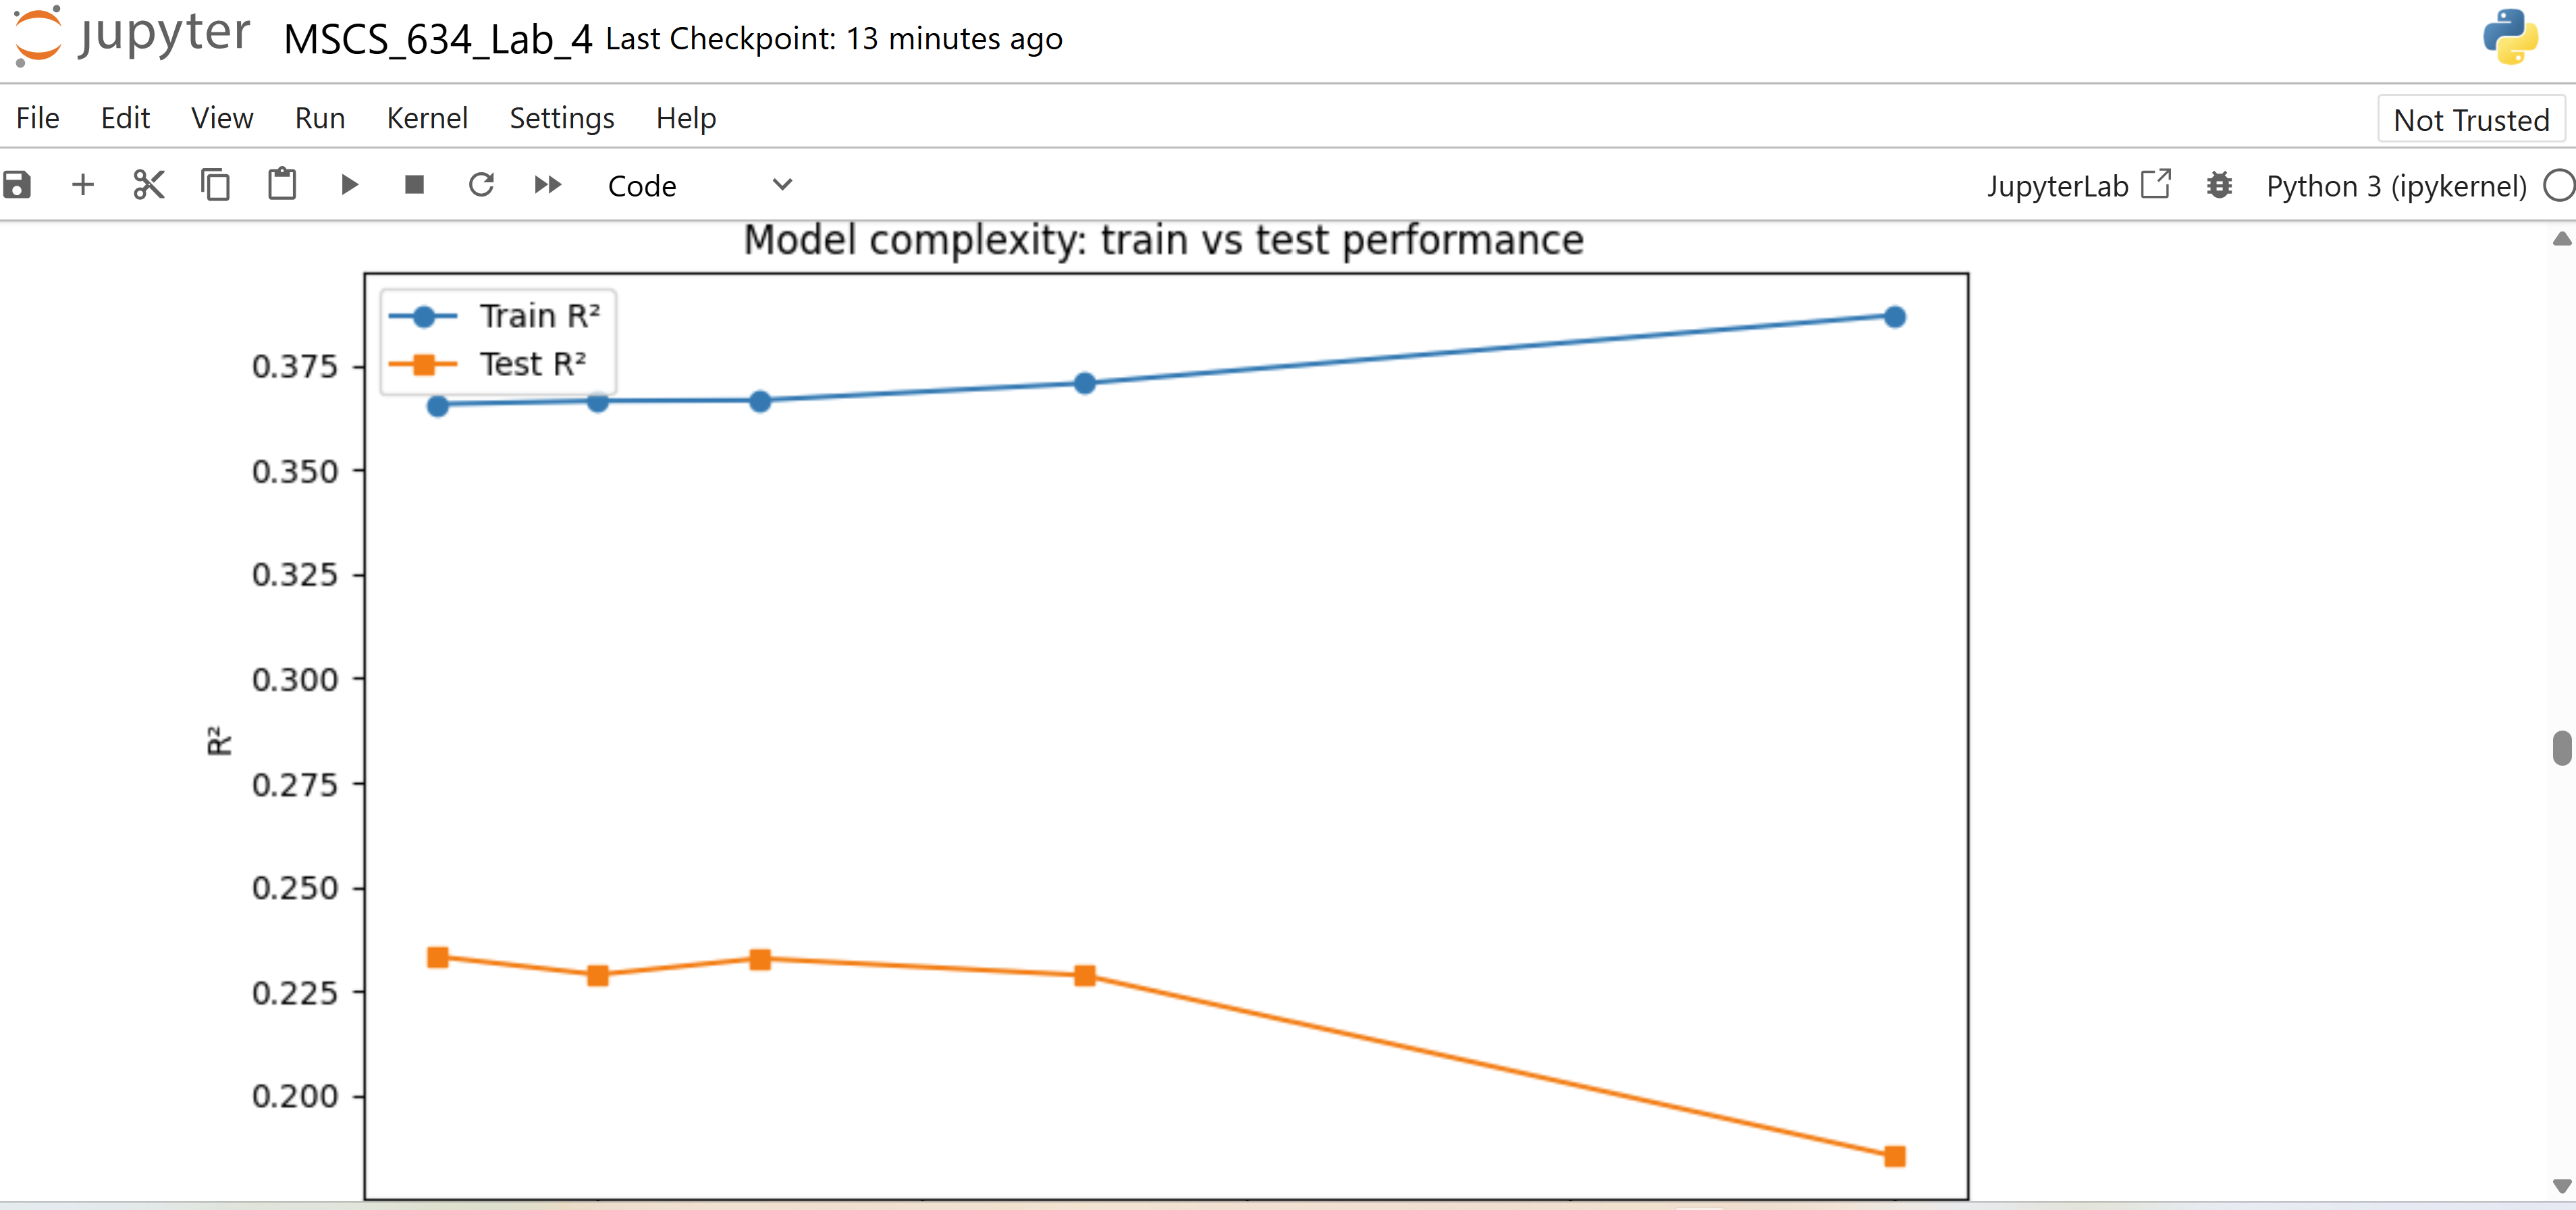 jupyter MSCS_634_Lab_4 Last Checkpoint: 13 minutes ago
File Edit View Run Kernel Settings Help Not Trusted
Code JupyterLab Python 3 (ipykernel)
Model complexity: train vs test performance
Train R²
Test R²
0.375
0.350
0.325
0.300
R²
0.275
0.250
0.225
0.200